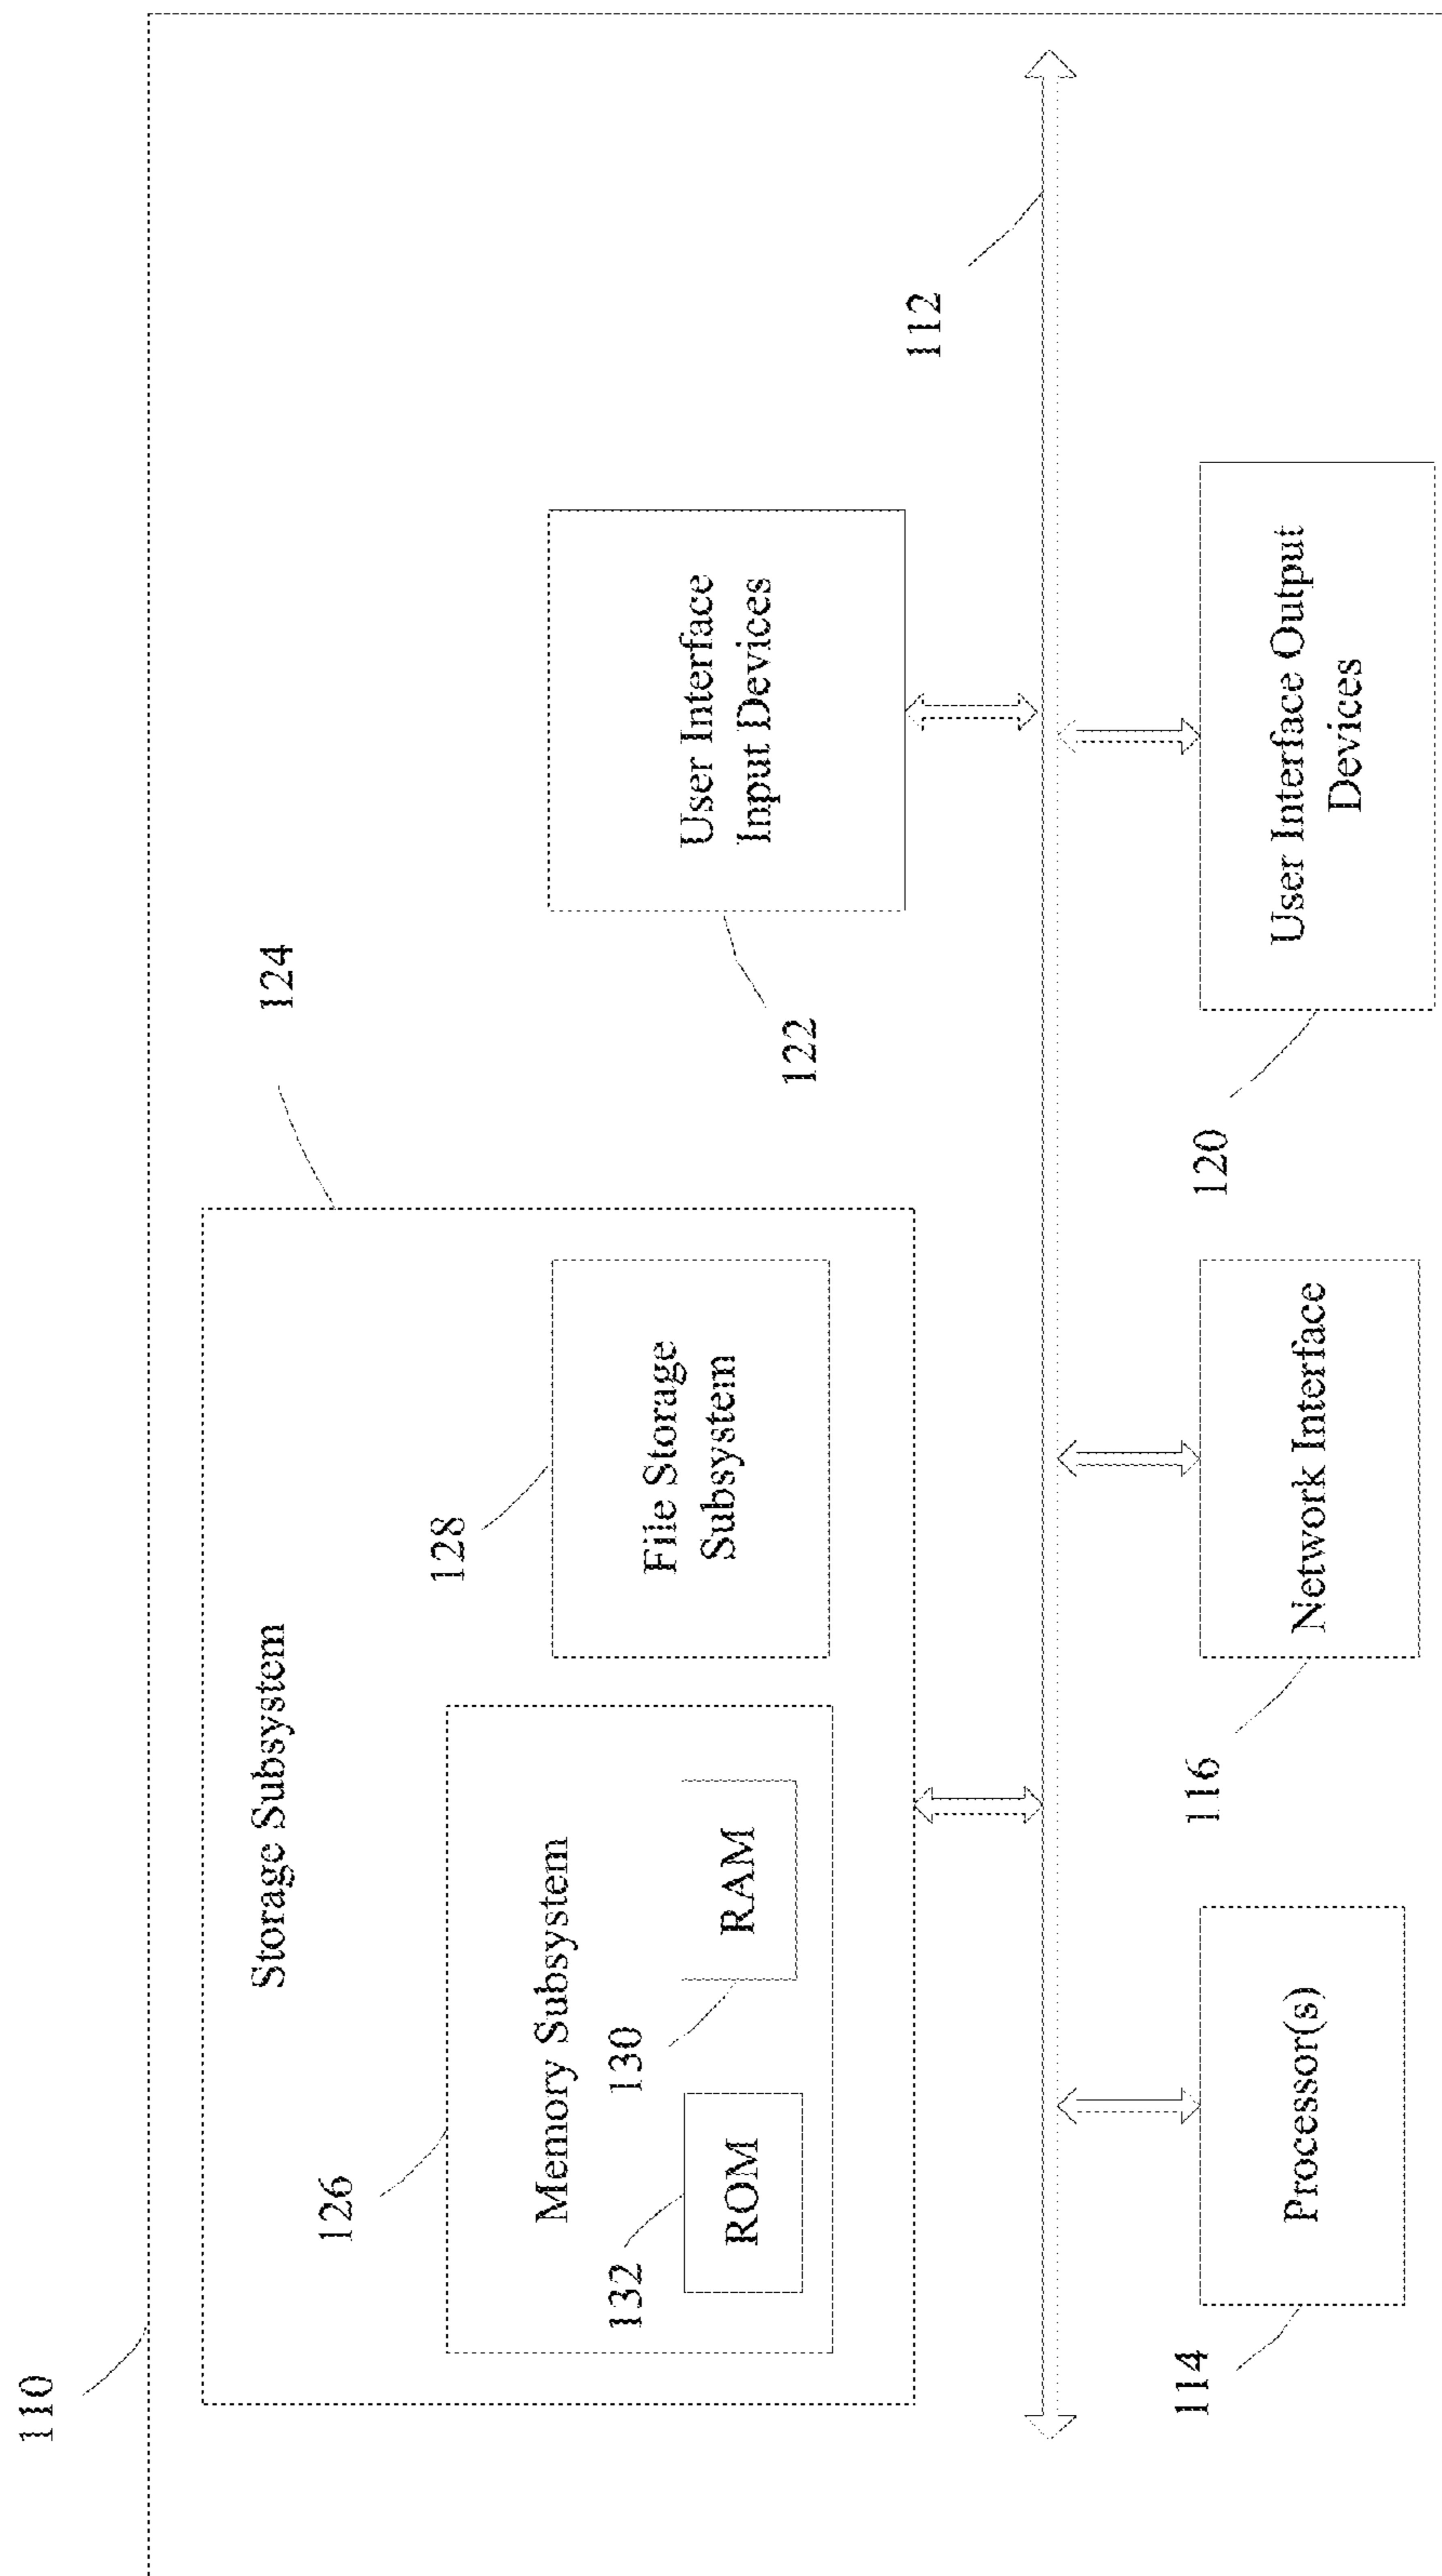 110
124
Storage Subsystem
126
128
Memory Subsystem
File Storage
Subsystem
132
130
ROM
RAM
User Interface
Input Devices
122
112
114
116
120
Processor(s)
Network Interface
User Interface Output
Devices